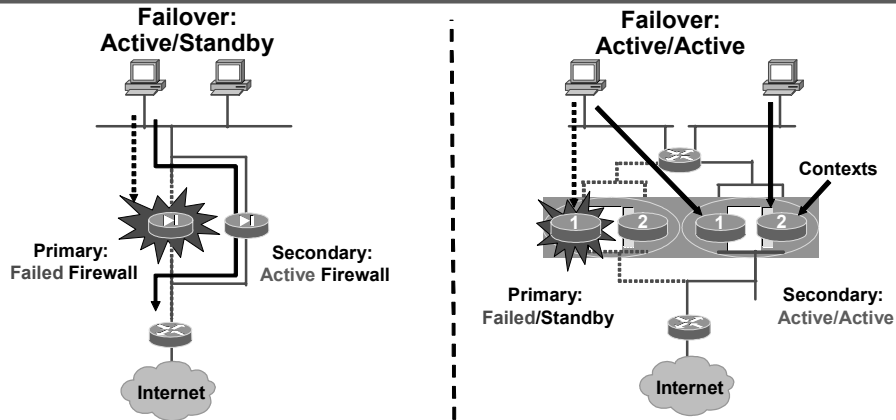 Failover:
Active/Standby
Primary:
Failed Firewall
Secondary:
Active Firewall
Internet
Failover:
Active/Active
Contexts
1
2
1
2
Primary:
Failed/Standby
Secondary:
Active/Active
Internet